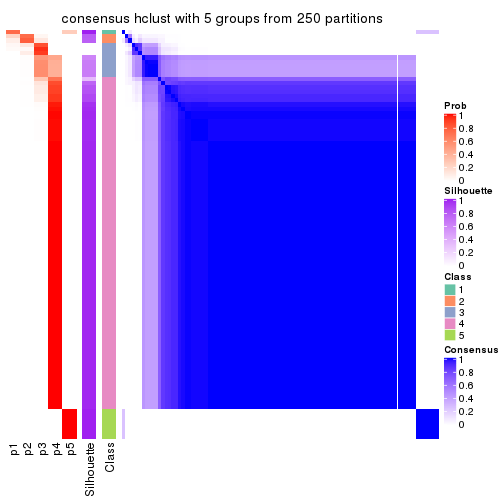 consensus hclust with 5 groups from 250 partitions
Prob
1
0.8
0.6
0.4
0.2
0
Silhouette
1
0.8
0.6
0.4
0.2
0
Class
1
2
3
4
5
Consensus
1
0.8
0.6
0.4
0.2
0
p1
p2
p3
p4
p5
Silhouette
Class